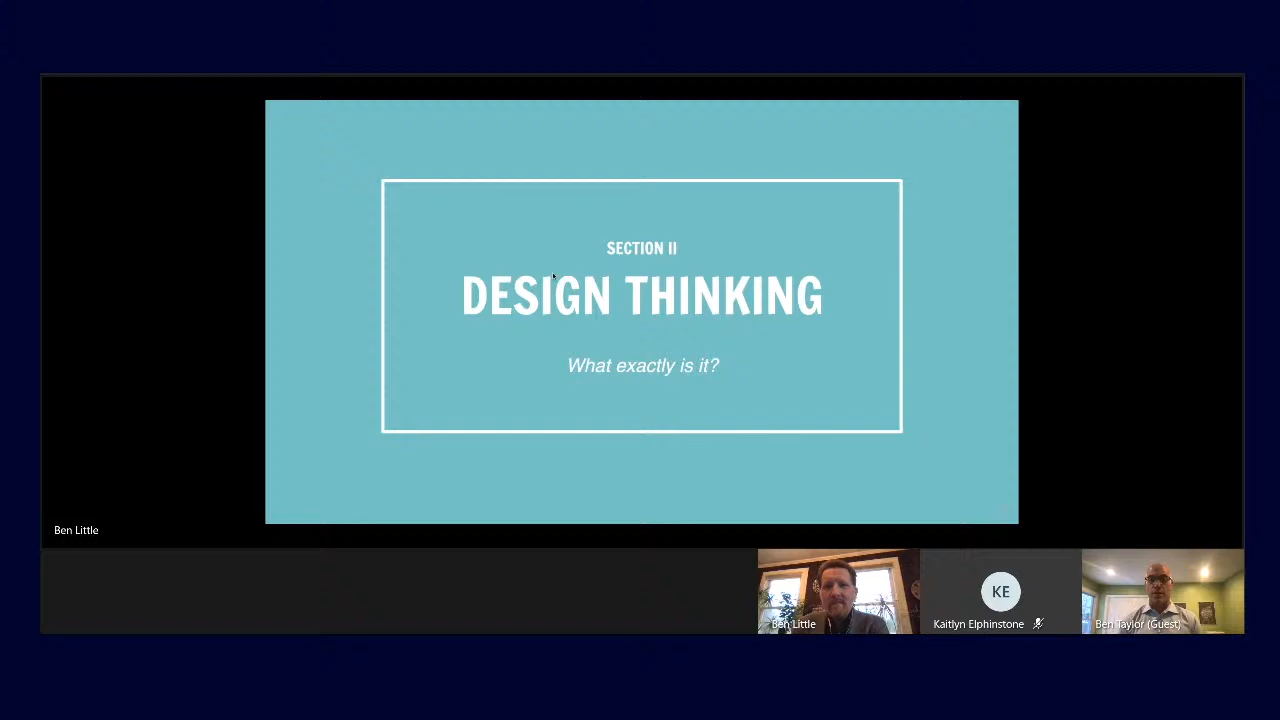 SECTION II
DESIGN THINKING
What exactly is it?
Ben Little
Ben Little
KE
Kaitlyn Elphinstone
Ben Taylor (Guest)